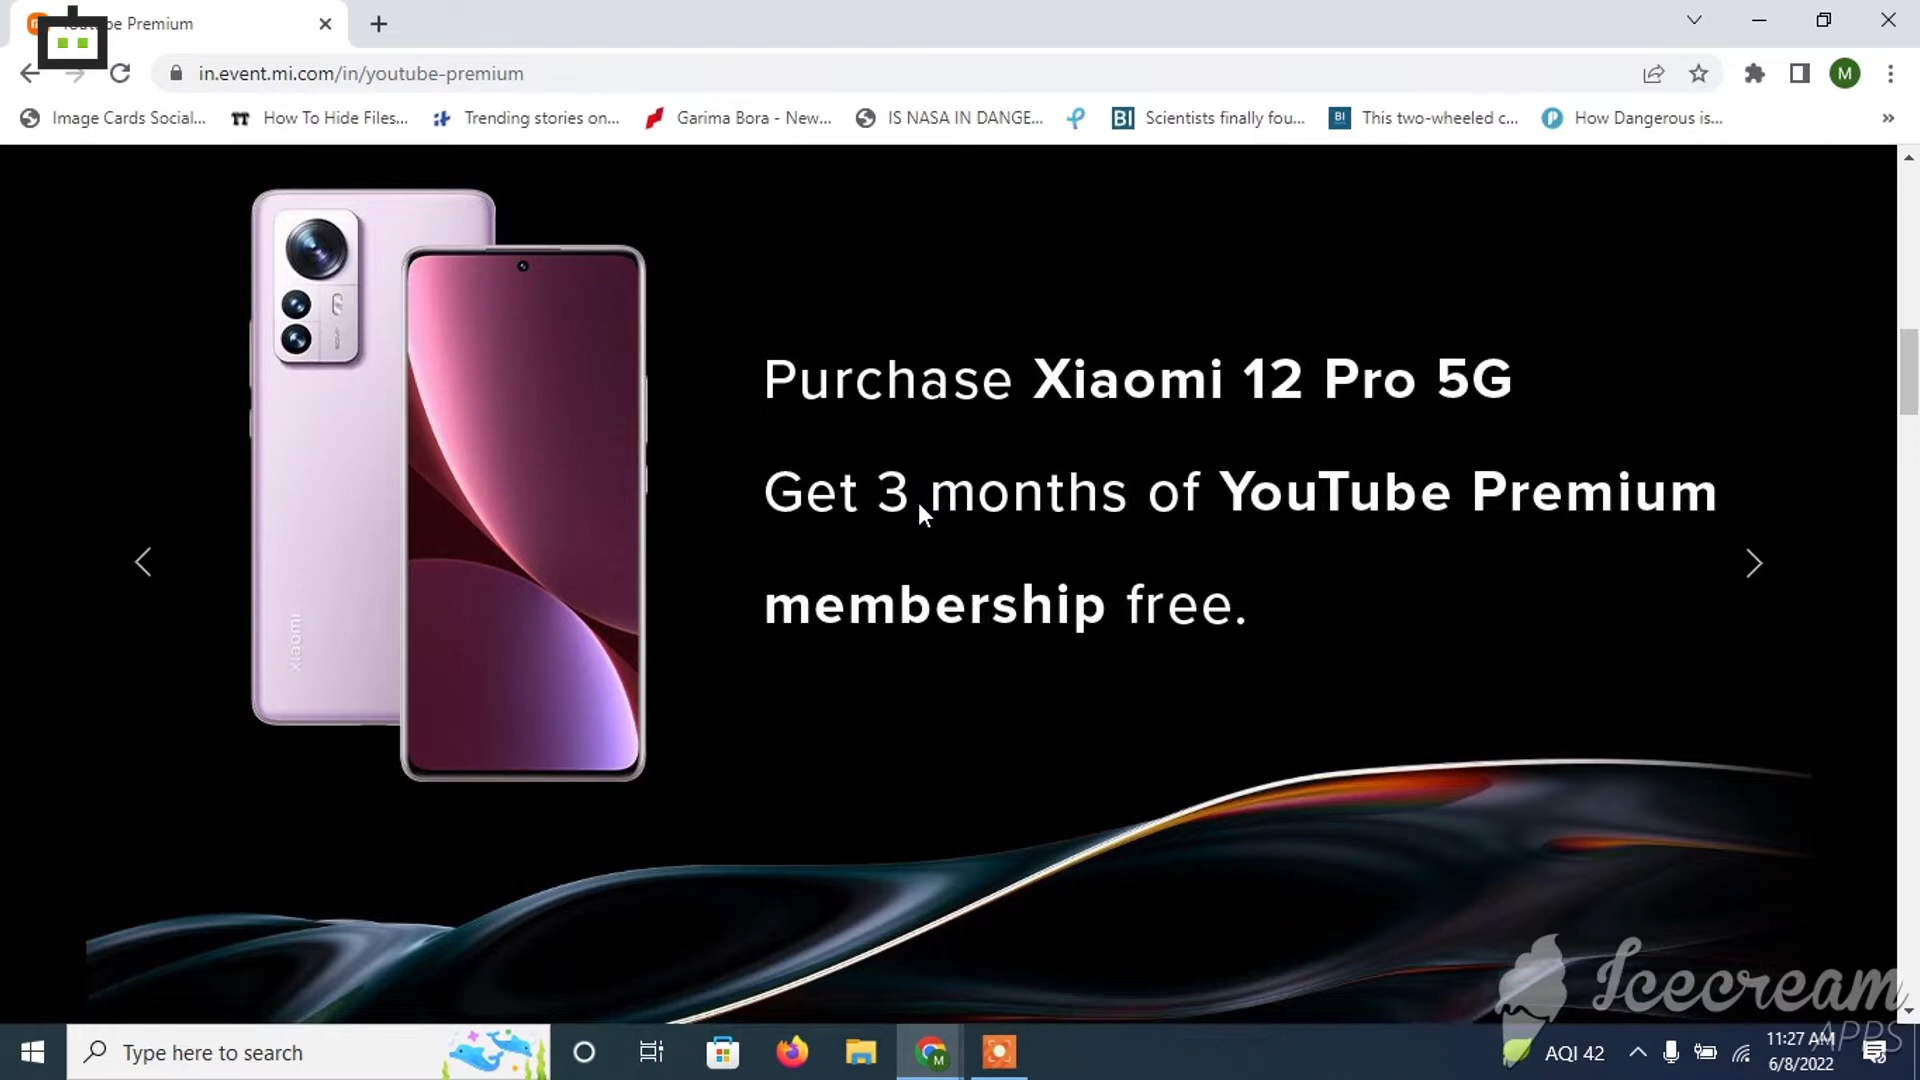 Youtube Premium
in.event.mi.com/in/youtube-premium
M
Image Cards Social...
How To Hide Files...
Trending stories on...
Garima Bora - New...
IS NASA IN DANGE...
BI
Scientists finally fou...
BI
This two-wheeled c...
How Dangerous is...
»
Purchase Xiaomi 12 Pro 5G
Get 3 months of YouTube Premium
membership free.
xiaomi
Icecream
APPS
Type here to search
M
AQI 42
11:27 AM
6/8/2022